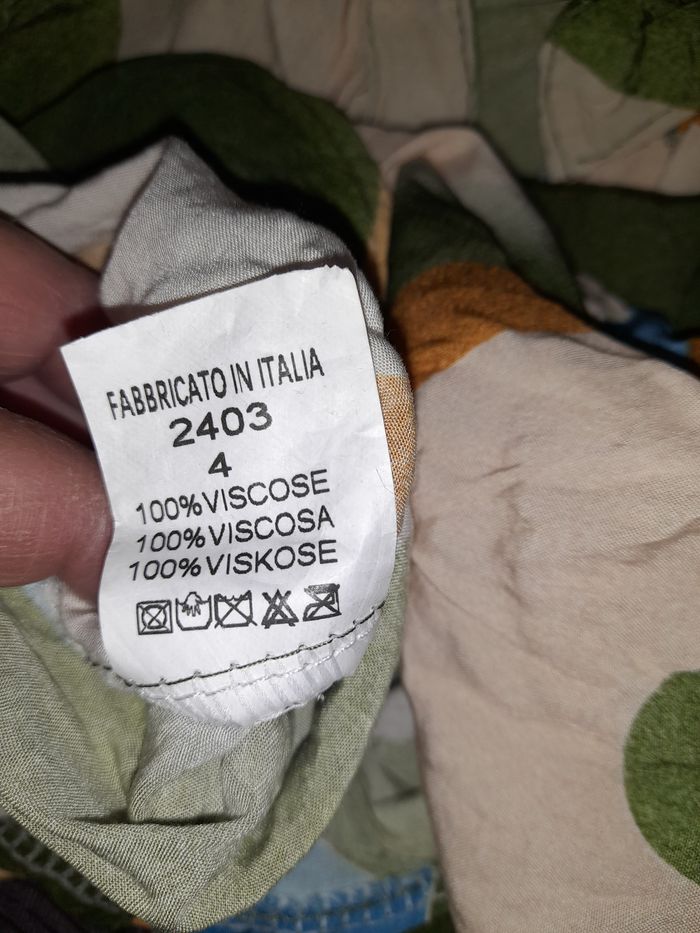 FABBRICATO IN ITALIA
2403
4
100% VISCOSE
100% VISCOSA
100% VISKOSE